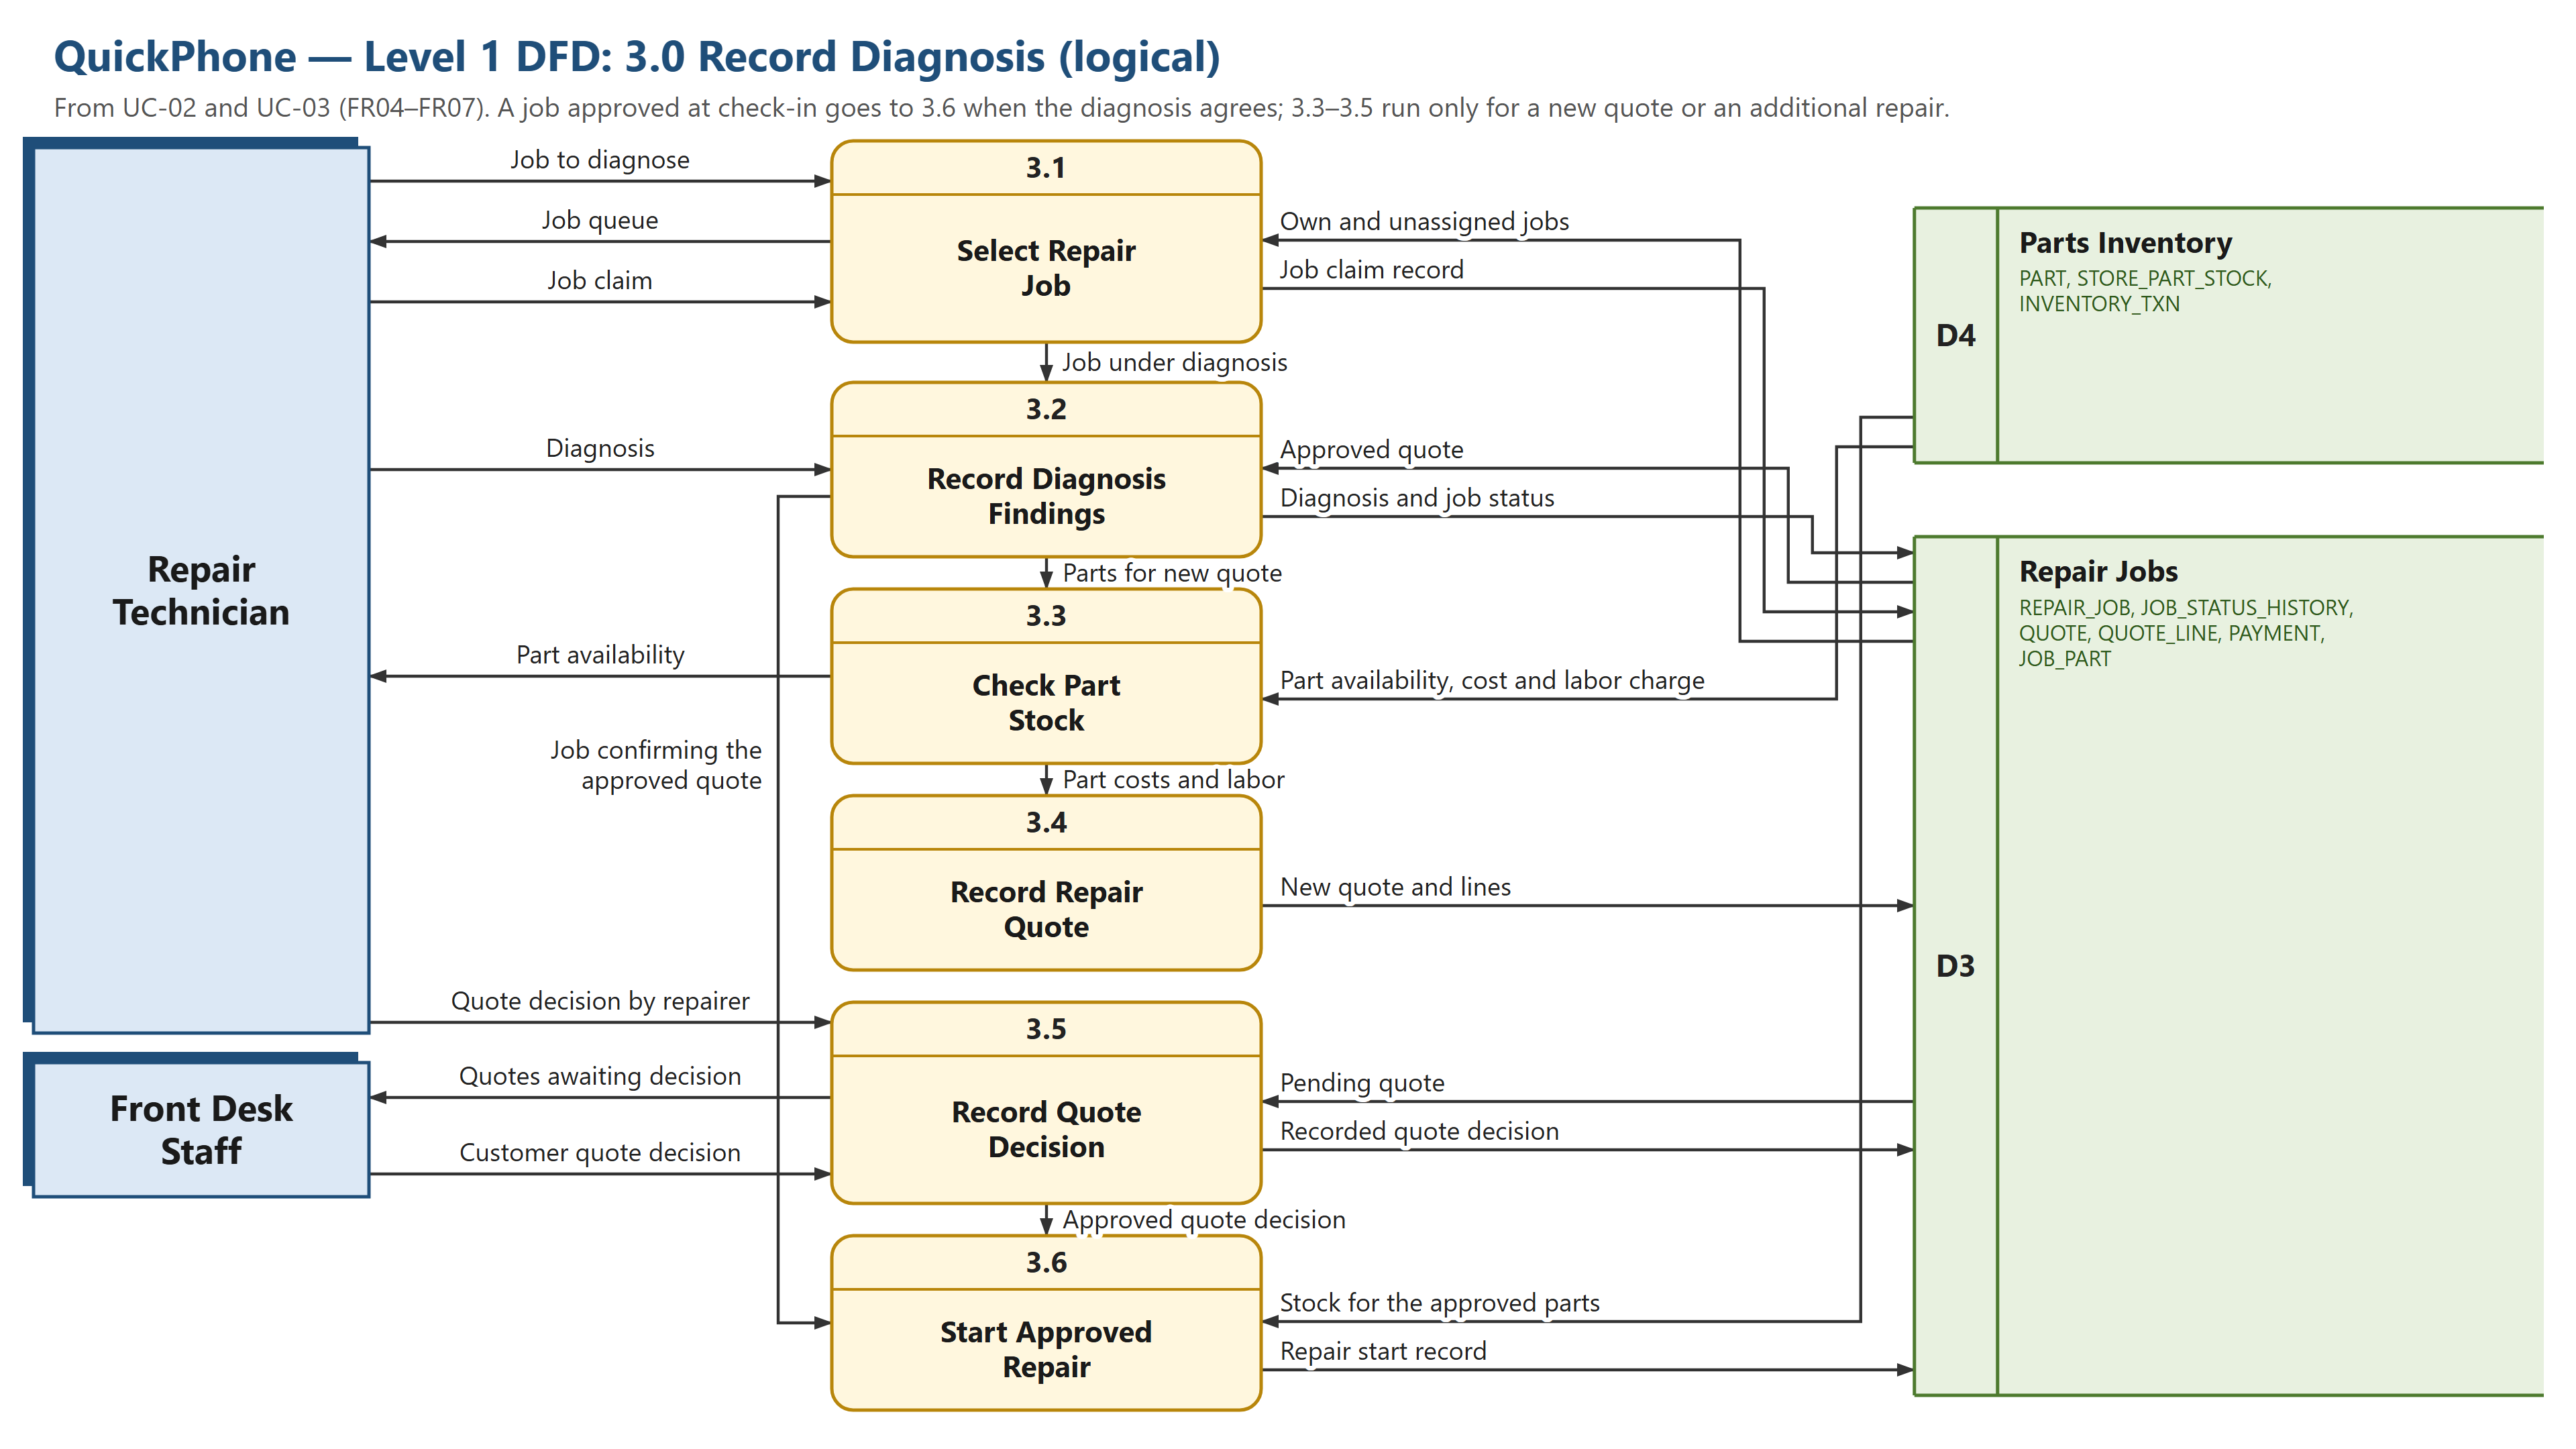 QuickPhone — Level 1 DFD: 3.0 Record Diagnosis (logical)
From UC-02 and UC-03 (FR04–FR07). A job approved at check-in goes to 3.6 when the diagnosis agrees; 3.3–3.5 run only for a new quote or an additional repair.
Repair
Technician
Front Desk
Staff
Job to diagnose
Job queue
Job claim
Diagnosis
Part availability
Job confirming the
approved quote
Quote decision by repairer
Quotes awaiting decision
Customer quote decision
3.1
Select Repair
Job
Job under diagnosis
3.2
Record Diagnosis
Findings
Parts for new quote
3.3
Check Part
Stock
Part costs and labor
3.4
Record Repair
Quote
3.5
Record Quote
Decision
Approved quote decision
3.6
Start Approved
Repair
Own and unassigned jobs
Job claim record
Approved quote
Diagnosis and job status
Part availability, cost and labor charge
New quote and lines
Pending quote
Recorded quote decision
Stock for the approved parts
Repair start record
D4
Parts Inventory
PART, STORE_PART_STOCK,
INVENTORY_TXN
D3
Repair Jobs
REPAIR_JOB, JOB_STATUS_HISTORY,
QUOTE, QUOTE_LINE, PAYMENT,
JOB_PART